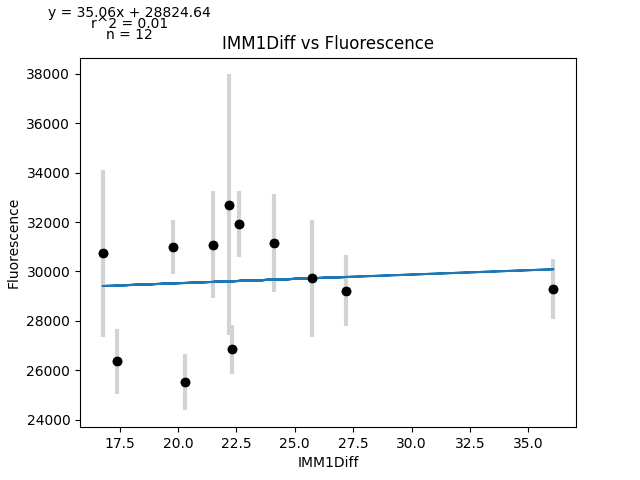 y = 35.06x + 28824.64
r^2 = 0.01
n = 12
IMM1Diff vs Fluorescence
38000
36000
34000
32000
30000
28000
26000
24000
Fluorescence
17.5 20.0 22.5 25.0 27.5 30.0 32.5 35.0
IMM1Diff